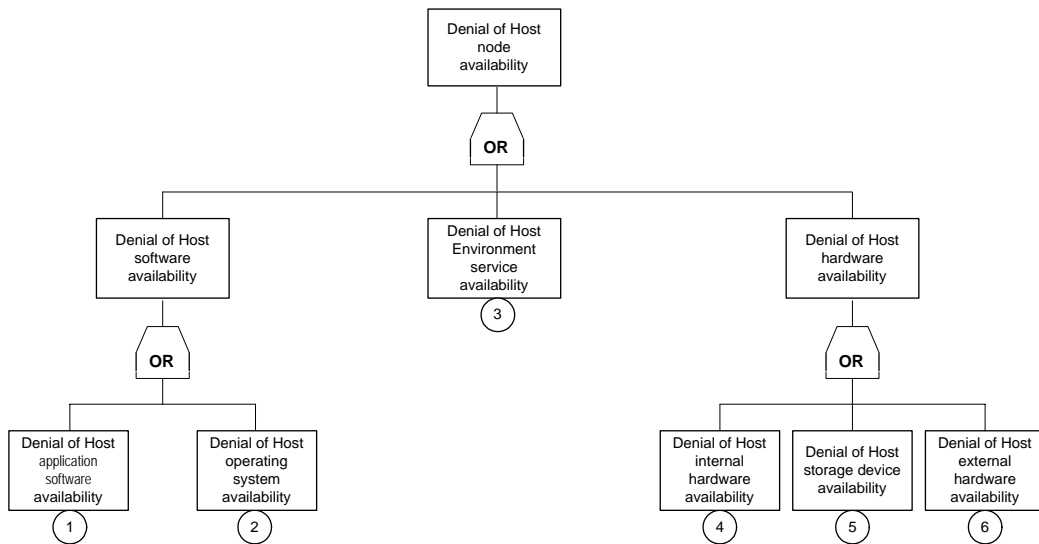 Denial of Host
node
availability
OR
Denial of Host
software
availability
Denial of Host
Environment
service
availability
3
Denial of Host
hardware
availability
OR
OR
Denial of Host
application
software
availability
1
Denial of Host
operating
system
availability
2
Denial of Host
internal
hardware
availability
4
Denial of Host
storage device
availability
5
Denial of Host
external
hardware
availability
6